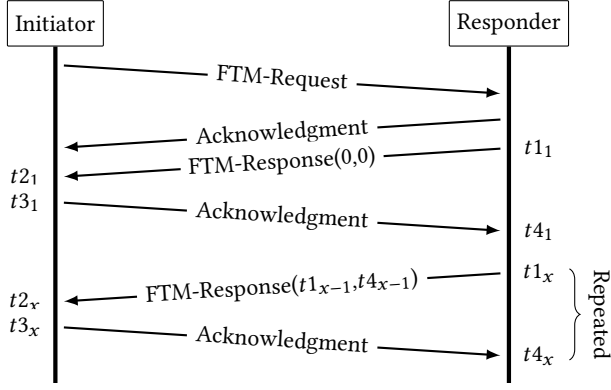 Initiator
Responder
FTM-Request
Acknowledgment
FTM-Response(0,0)
t1₁
t2₁
t3₁
Acknowledgment
t4₁
FTM-Response(t1ₓ₋₁,t4ₓ₋₁)
t1ₓ
t2ₓ
t3ₓ
Acknowledgment
t4ₓ
Repeated